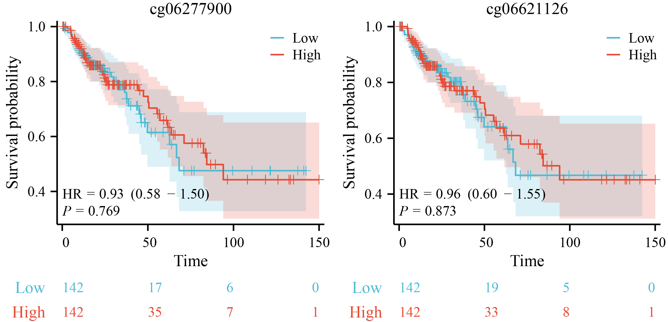 cg06277900
Survival probability
1.0
0.8
0.6
0.4
Low
High
HR = 0.93 (0.58 − 1.50)
P = 0.769
0 50 100 150
Time
Low 142 17 6 0
High 142 35 7 1
cg06621126
Survival probability
1.0
0.8
0.6
0.4
Low
High
HR = 0.96 (0.60 − 1.55)
P = 0.873
0 50 100 150
Time
Low 142 19 5 0
High 142 33 8 1